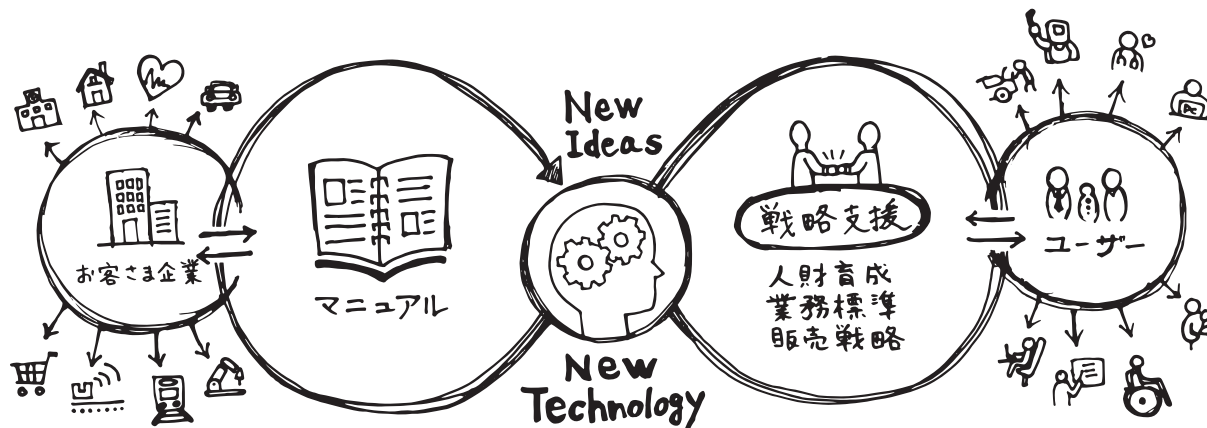 New
Ideas
お客さま企業
マニュアル
戦略支援
人財育成
業務標準
販売戦略
ユーザー
PC
New
Technology